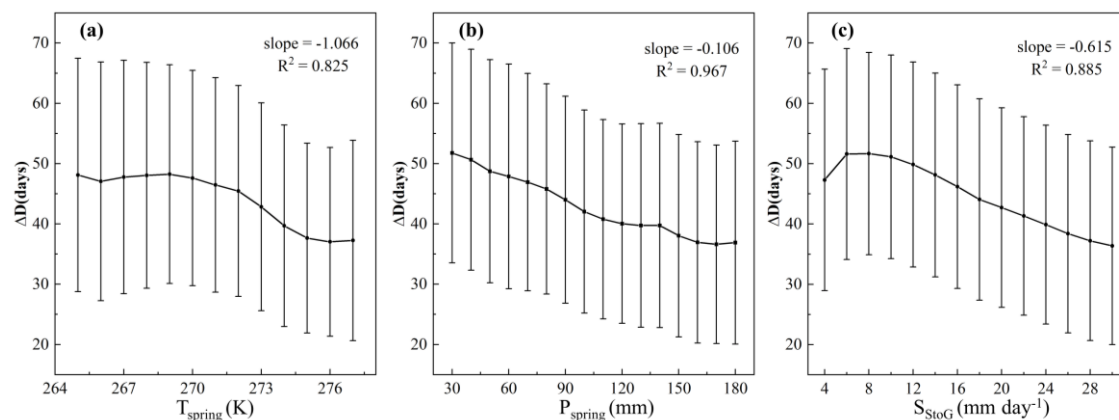 (a)
slope = -1.066
R² = 0.825
ΔD(days)
70
60
50
40
30
20
264 267 270 273 276
T_spring (K)
(b)
slope = -0.106
R² = 0.967
ΔD(days)
70
60
50
40
30
20
30 60 90 120 150 180
P_spring (mm)
(c)
slope = -0.615
R² = 0.885
ΔD(days)
70
60
50
40
30
20
4 8 12 16 20 24 28
S_StoG (mm day⁻¹)